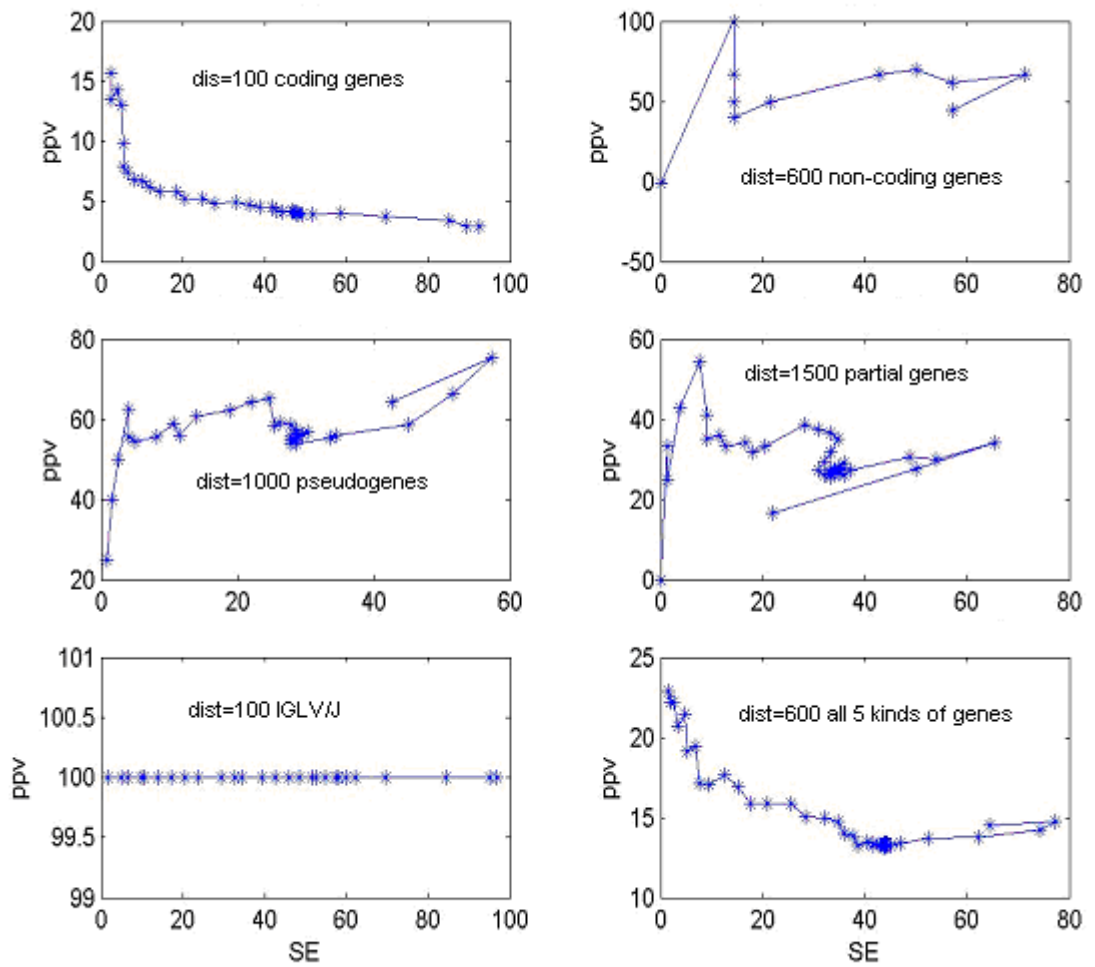 20
15
10
5
0
ppv
dis=100 coding genes
0 20 40 60 80 100
100
50
0
-50
ppv
dist=600 non-coding genes
0 20 40 60 80
80
60
40
20
ppv
dist=1000 pseudogenes
0 20 40 60
60
40
20
0
ppv
dist=1500 partial genes
0 20 40 60 80
101
100.5
100
99.5
99
ppv
dist=100 IGLV/J
0 20 40 60 80 100
SE
25
20
15
10
ppv
dist=600 all 5 kinds of genes
0 20 40 60 80
SE